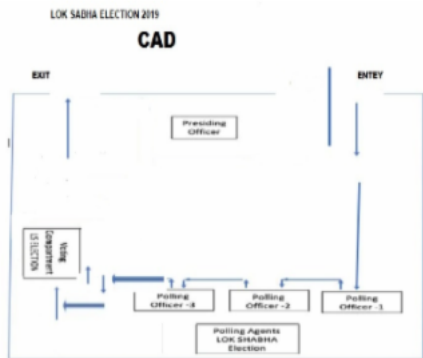 LOK SABHA ELECTION 2019
CAD
EXIT
ENTEY
Presiding
Officer
Voting
Compartment
LS ELECTION
Polling
Officer -3
Polling
Officer -2
Polling
Officer -1
Polling Agents
LOK SHABHA
Election